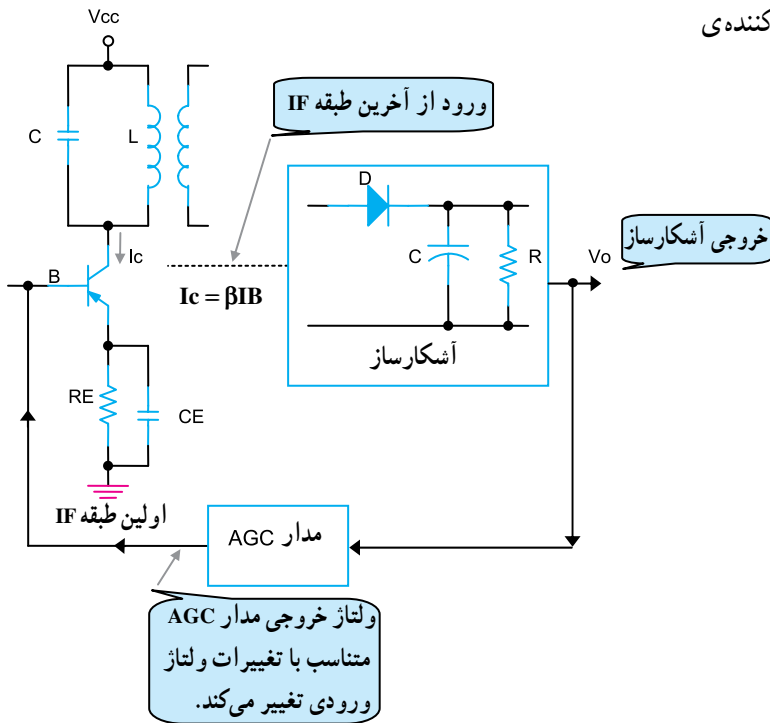 کننده‌ی
Vcc
ورود از آخرین طبقه IF
C
L
D
خروجی آشکارساز
Ic
C
R
Vo
B
Ic = βIB
آشکارساز
RE
CE
اولین طبقه IF
مدار AGC
ولتاژ خروجی مدار AGC
متناسب با تغییرات ولتاژ
ورودی تغییر می‌کند.